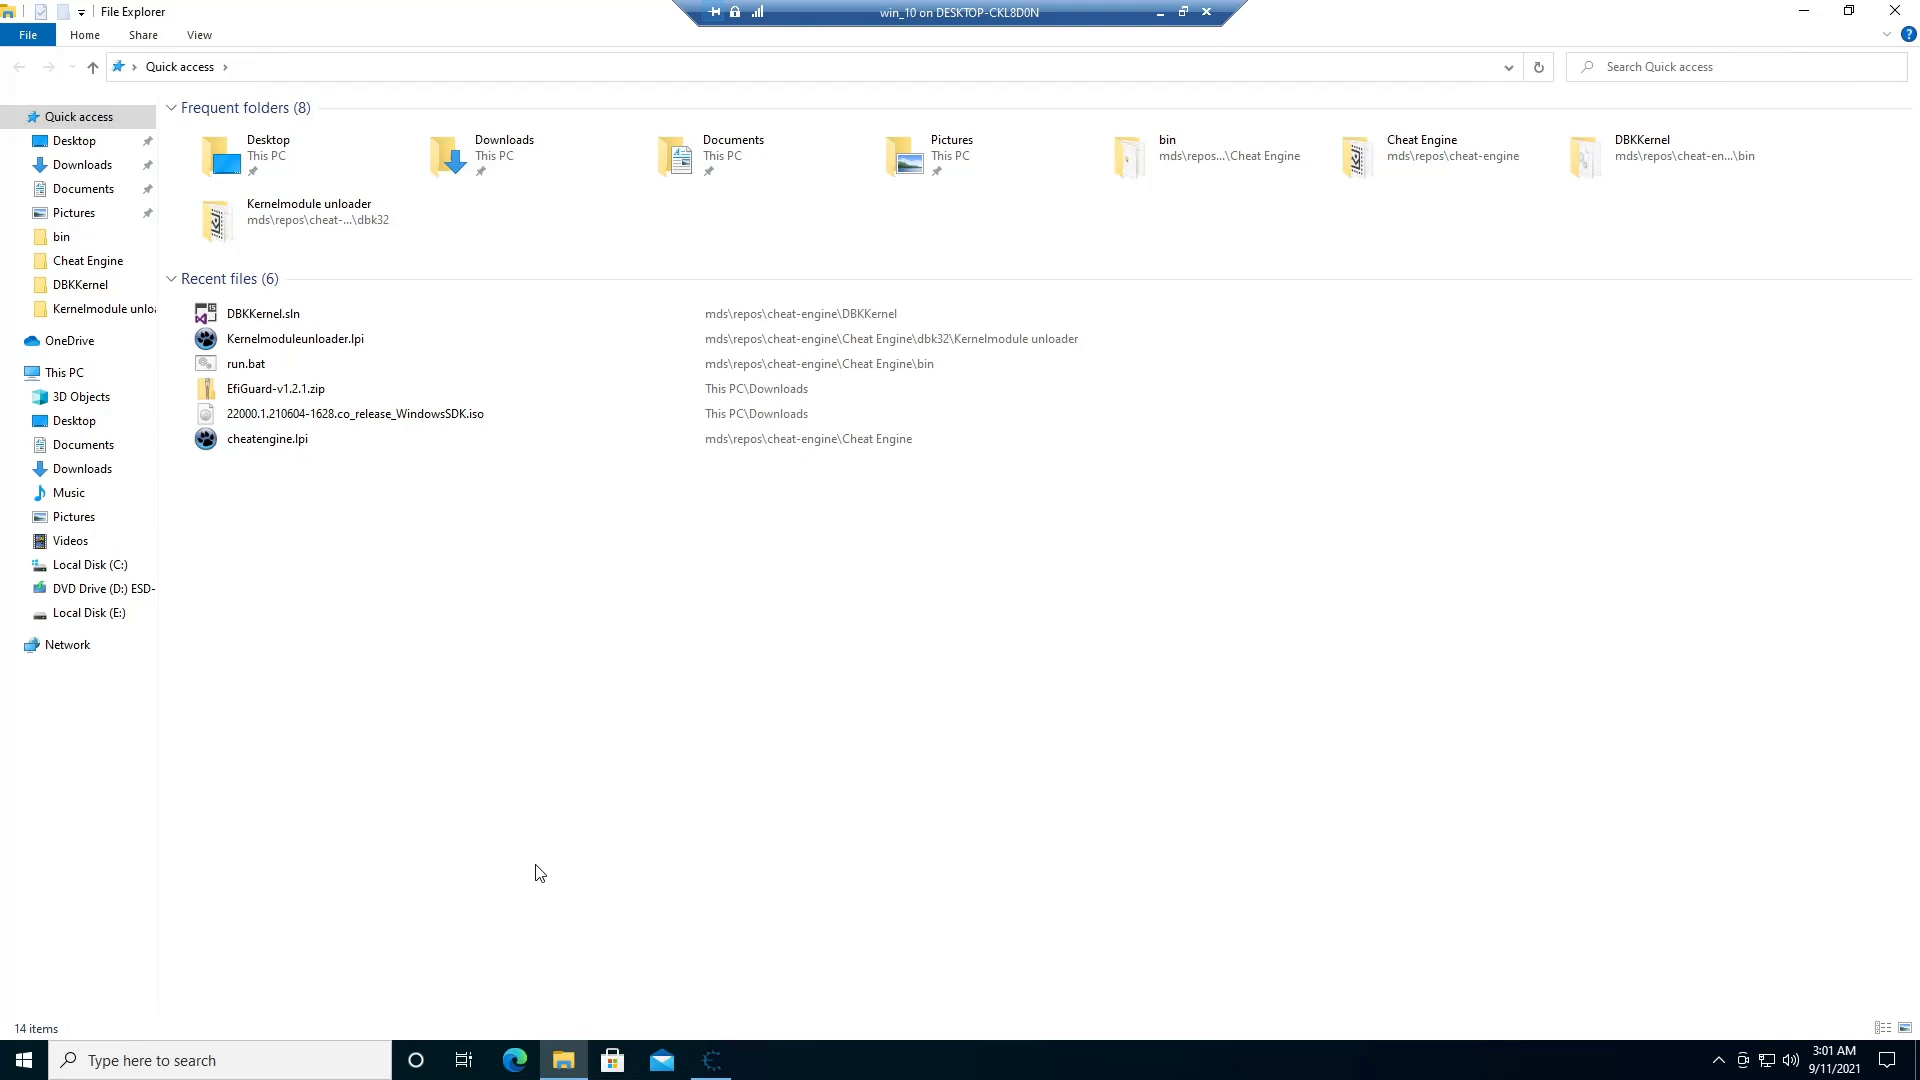 File Explorer
win_10 on DESKTOP-CKL8D0N
File
Home
Share
View
Quick access
Search Quick access
Quick access
Desktop
Downloads
Documents
Pictures
bin
Cheat Engine
DBKKernel
Kernelmodule unloa
OneDrive
This PC
3D Objects
Desktop
Documents
Downloads
Music
Pictures
Videos
Local Disk (C:)
DVD Drive (D:) ESD-
Local Disk (E:)
Network
Frequent folders (8)
Desktop
This PC
Downloads
This PC
Documents
This PC
Pictures
This PC
bin
mds\repos...\Cheat Engine
Cheat Engine
mds\repos\cheat-engine
DBKKernel
mds\repos\cheat-en...\bin
Kernelmodule unloader
mds\repos\cheat-...\dbk32
Recent files (6)
DBKKernel.sln
mds\repos\cheat-engine\DBKKernel
Kernelmoduleunloader.lpi
mds\repos\cheat-engine\Cheat Engine\dbk32\Kernelmodule unloader
run.bat
mds\repos\cheat-engine\Cheat Engine\bin
EfiGuard-v1.2.1.zip
This PC\Downloads
22000.1.210604-1628.co_release_WindowsSDK.iso
This PC\Downloads
cheatengine.lpi
mds\repos\cheat-engine\Cheat Engine
14 items
Type here to search
3:01 AM
9/11/2021